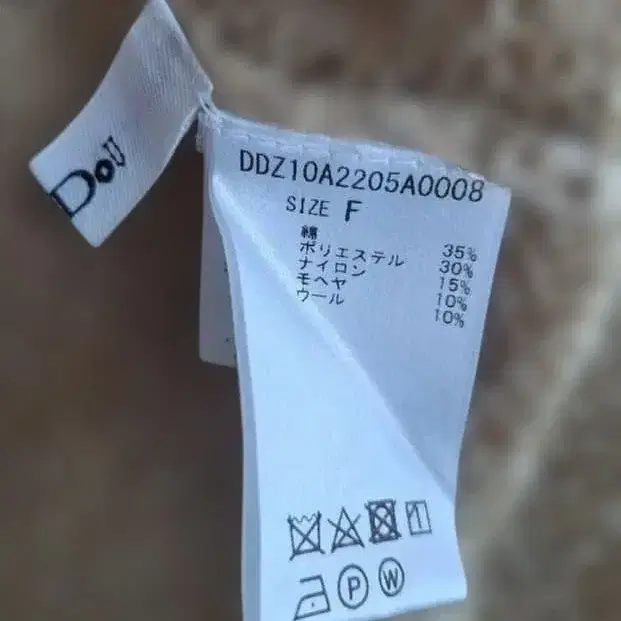 DoU
DDZ10A2205A0008
SIZE F
綿 35%
ポリエステル 30%
ナイロン 15%
モヘヤ 10%
ウール 10%
P W